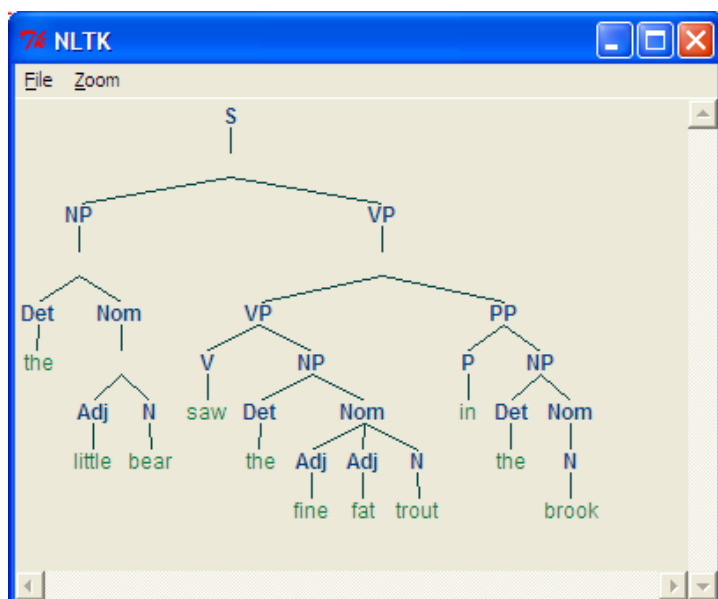 NLTK
File Zoom
S
NP VP
Det Nom VP PP
the V NP P NP
Adj N saw Det Nom in Det Nom
little bear the Adj Adj N the N
fine fat trout brook